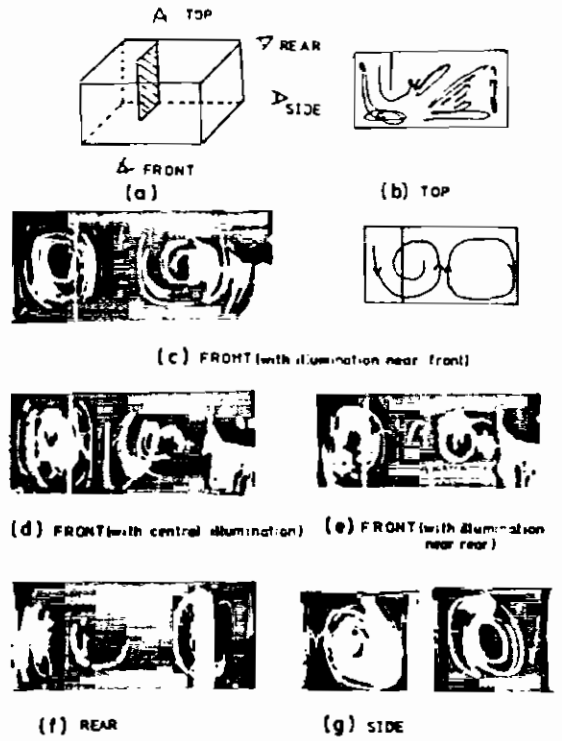 TOP
REAR
SIDE
FRONT
(a)
(b) TOP
(c) FRONT (with illumination near front)
(d) FRONT (with central illumination)
(e) FRONT (with illumination
near rear)
(f) REAR
(g) SIDE